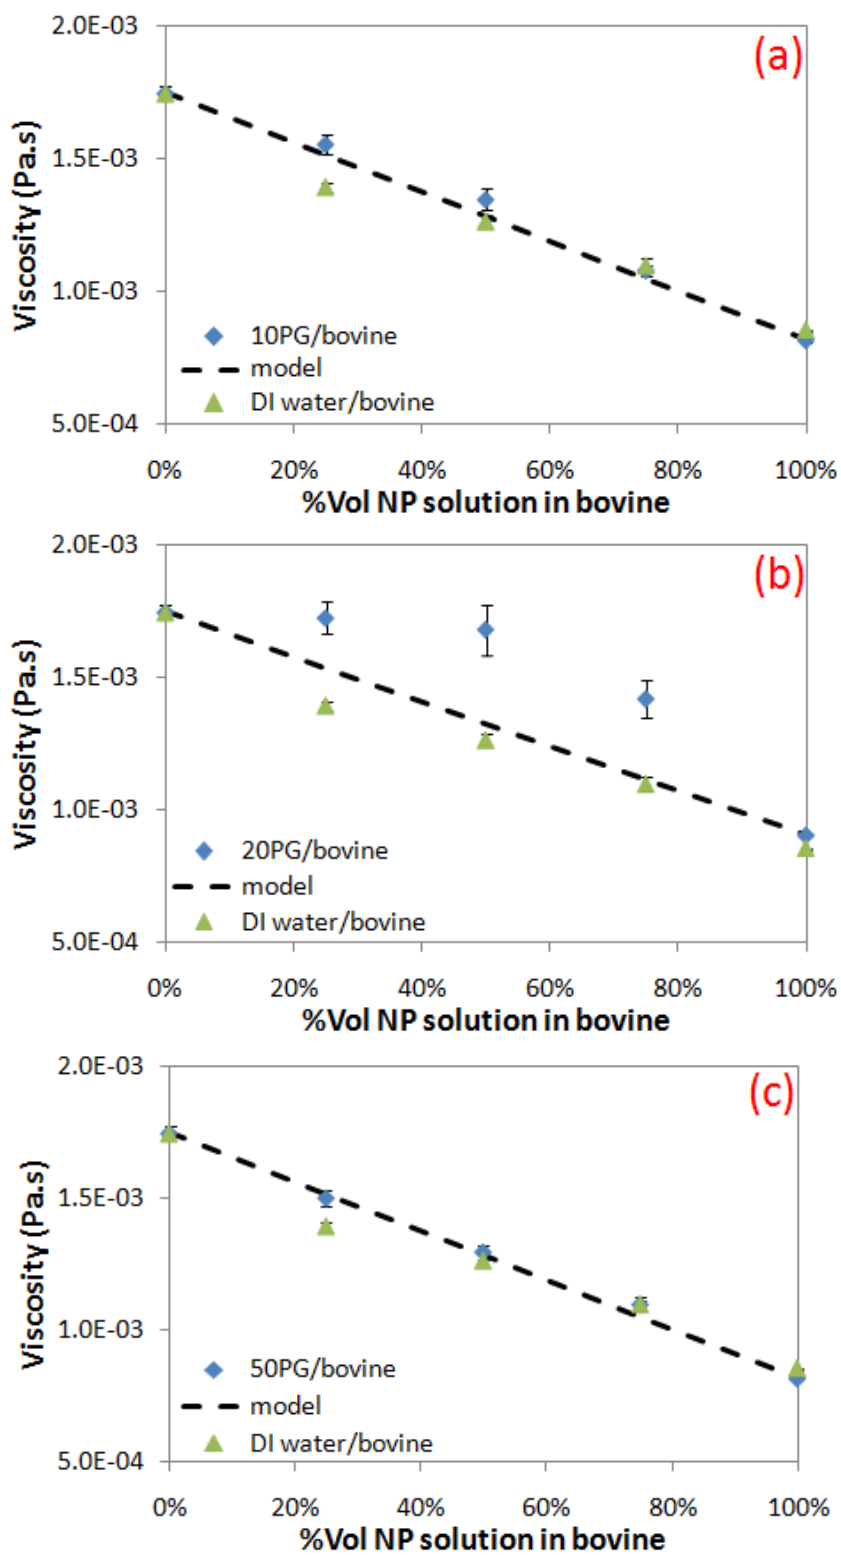 (a)
Viscosity (Pa.s)
2.0E-03
1.5E-03
1.0E-03
5.0E-04
10PG/bovine
model
DI water/bovine
0% 20% 40% 60% 80% 100%
%Vol NP solution in bovine
(b)
Viscosity (Pa.s)
2.0E-03
1.5E-03
1.0E-03
5.0E-04
20PG/bovine
model
DI water/bovine
0% 20% 40% 60% 80% 100%
%Vol NP solution in bovine
(c)
Viscosity (Pa.s)
2.0E-03
1.5E-03
1.0E-03
5.0E-04
50PG/bovine
model
DI water/bovine
0% 20% 40% 60% 80% 100%
%Vol NP solution in bovine